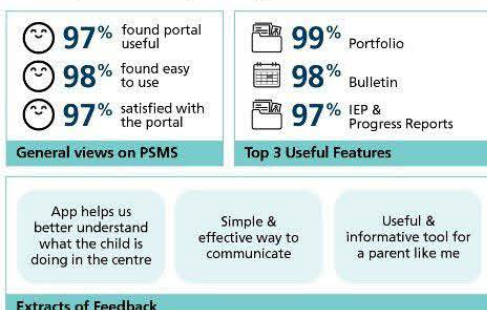 97% found portal
useful
98% found easy
to use
97% satisfied with
the portal
General views on PSMS
99% Portfolio
98% Bulletin
97% IEP &
Progress Reports
Top 3 Useful Features
App helps us
better understand
what the child is
doing in the centre
Simple &
effective way to
communicate
Useful &
informative tool for
a parent like me
Extracts of Feedback